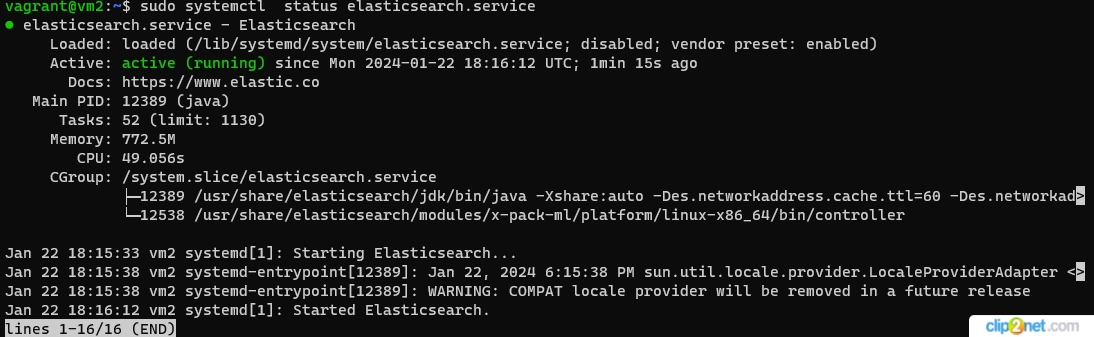 vagrant@vm2:~$ sudo systemctl  status elasticsearch.service
● elasticsearch.service - Elasticsearch
     Loaded: loaded (/lib/systemd/system/elasticsearch.service; disabled; vendor preset: enabled)
     Active: active (running) since Mon 2024-01-22 18:16:12 UTC; 1min 15s ago
       Docs: https://www.elastic.co
   Main PID: 12389 (java)
      Tasks: 52 (limit: 1130)
     Memory: 772.5M
        CPU: 49.056s
     CGroup: /system.slice/elasticsearch.service
             ├─12389 /usr/share/elasticsearch/jdk/bin/java -Xshare:auto -Des.networkaddress.cache.ttl=60 -Des.networkad>
             └─12538 /usr/share/elasticsearch/modules/x-pack-ml/platform/linux-x86_64/bin/controller

Jan 22 18:15:33 vm2 systemd[1]: Starting Elasticsearch...
Jan 22 18:15:38 vm2 systemd-entrypoint[12389]: Jan 22, 2024 6:15:38 PM sun.util.locale.provider.LocaleProviderAdapter <>
Jan 22 18:15:38 vm2 systemd-entrypoint[12389]: WARNING: COMPAT locale provider will be removed in a future release
Jan 22 18:16:12 vm2 systemd[1]: Started Elasticsearch.
lines 1-16/16 (END)
clip2net.com